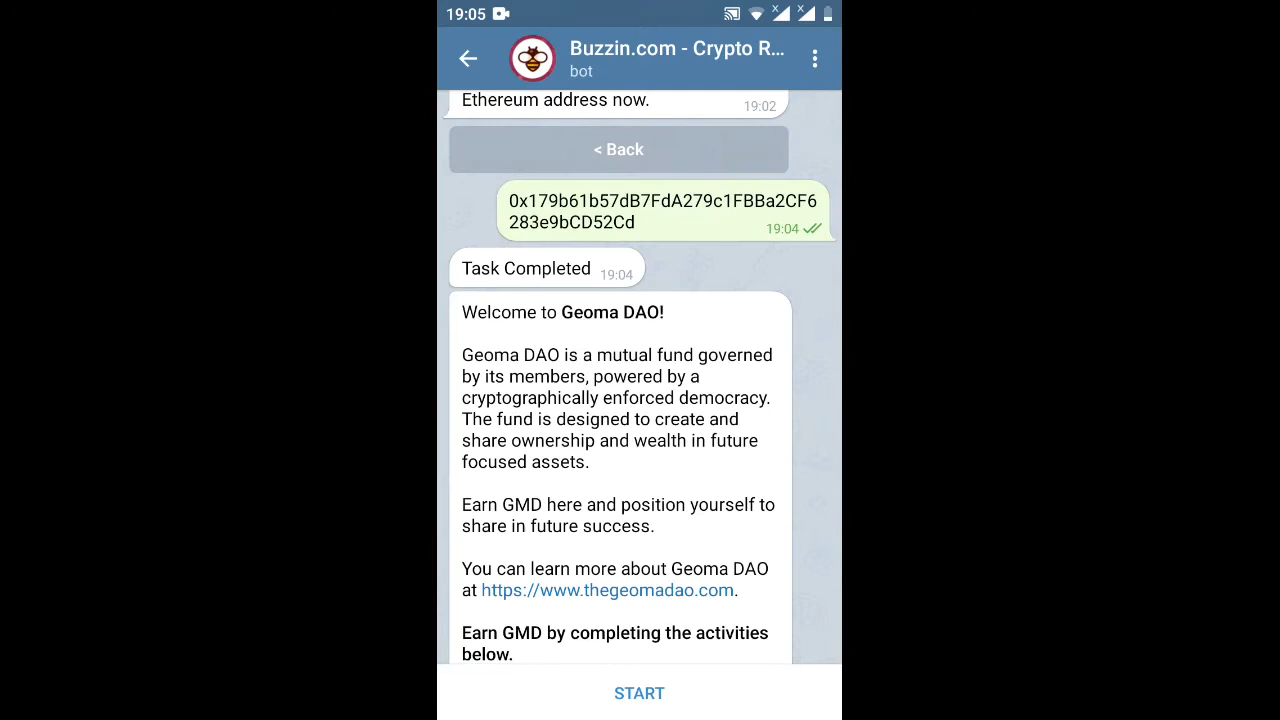 19:05
Buzzin.com - Crypto R...
bot
Ethereum address now.
19:02
< Back
0x179b61b57dB7FdA279c1FBBa2CF6
283e9bCD52Cd
19:04
Task Completed 19:04
Welcome to Geoma DAO!
Geoma DAO is a mutual fund governed
by its members, powered by a
cryptographically enforced democracy.
The fund is designed to create and
share ownership and wealth in future
focused assets.
Earn GMD here and position yourself to
share in future success.
You can learn more about Geoma DAO
at https://www.thegeomadao.com.
Earn GMD by completing the activities
below.
START